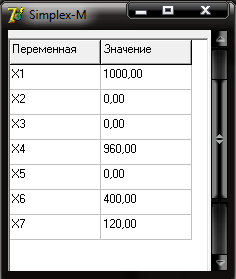 Simplex-M
Переменная Значение
X1 1000,00
X2 0,00
X3 0,00
X4 960,00
X5 0,00
X6 400,00
X7 120,00